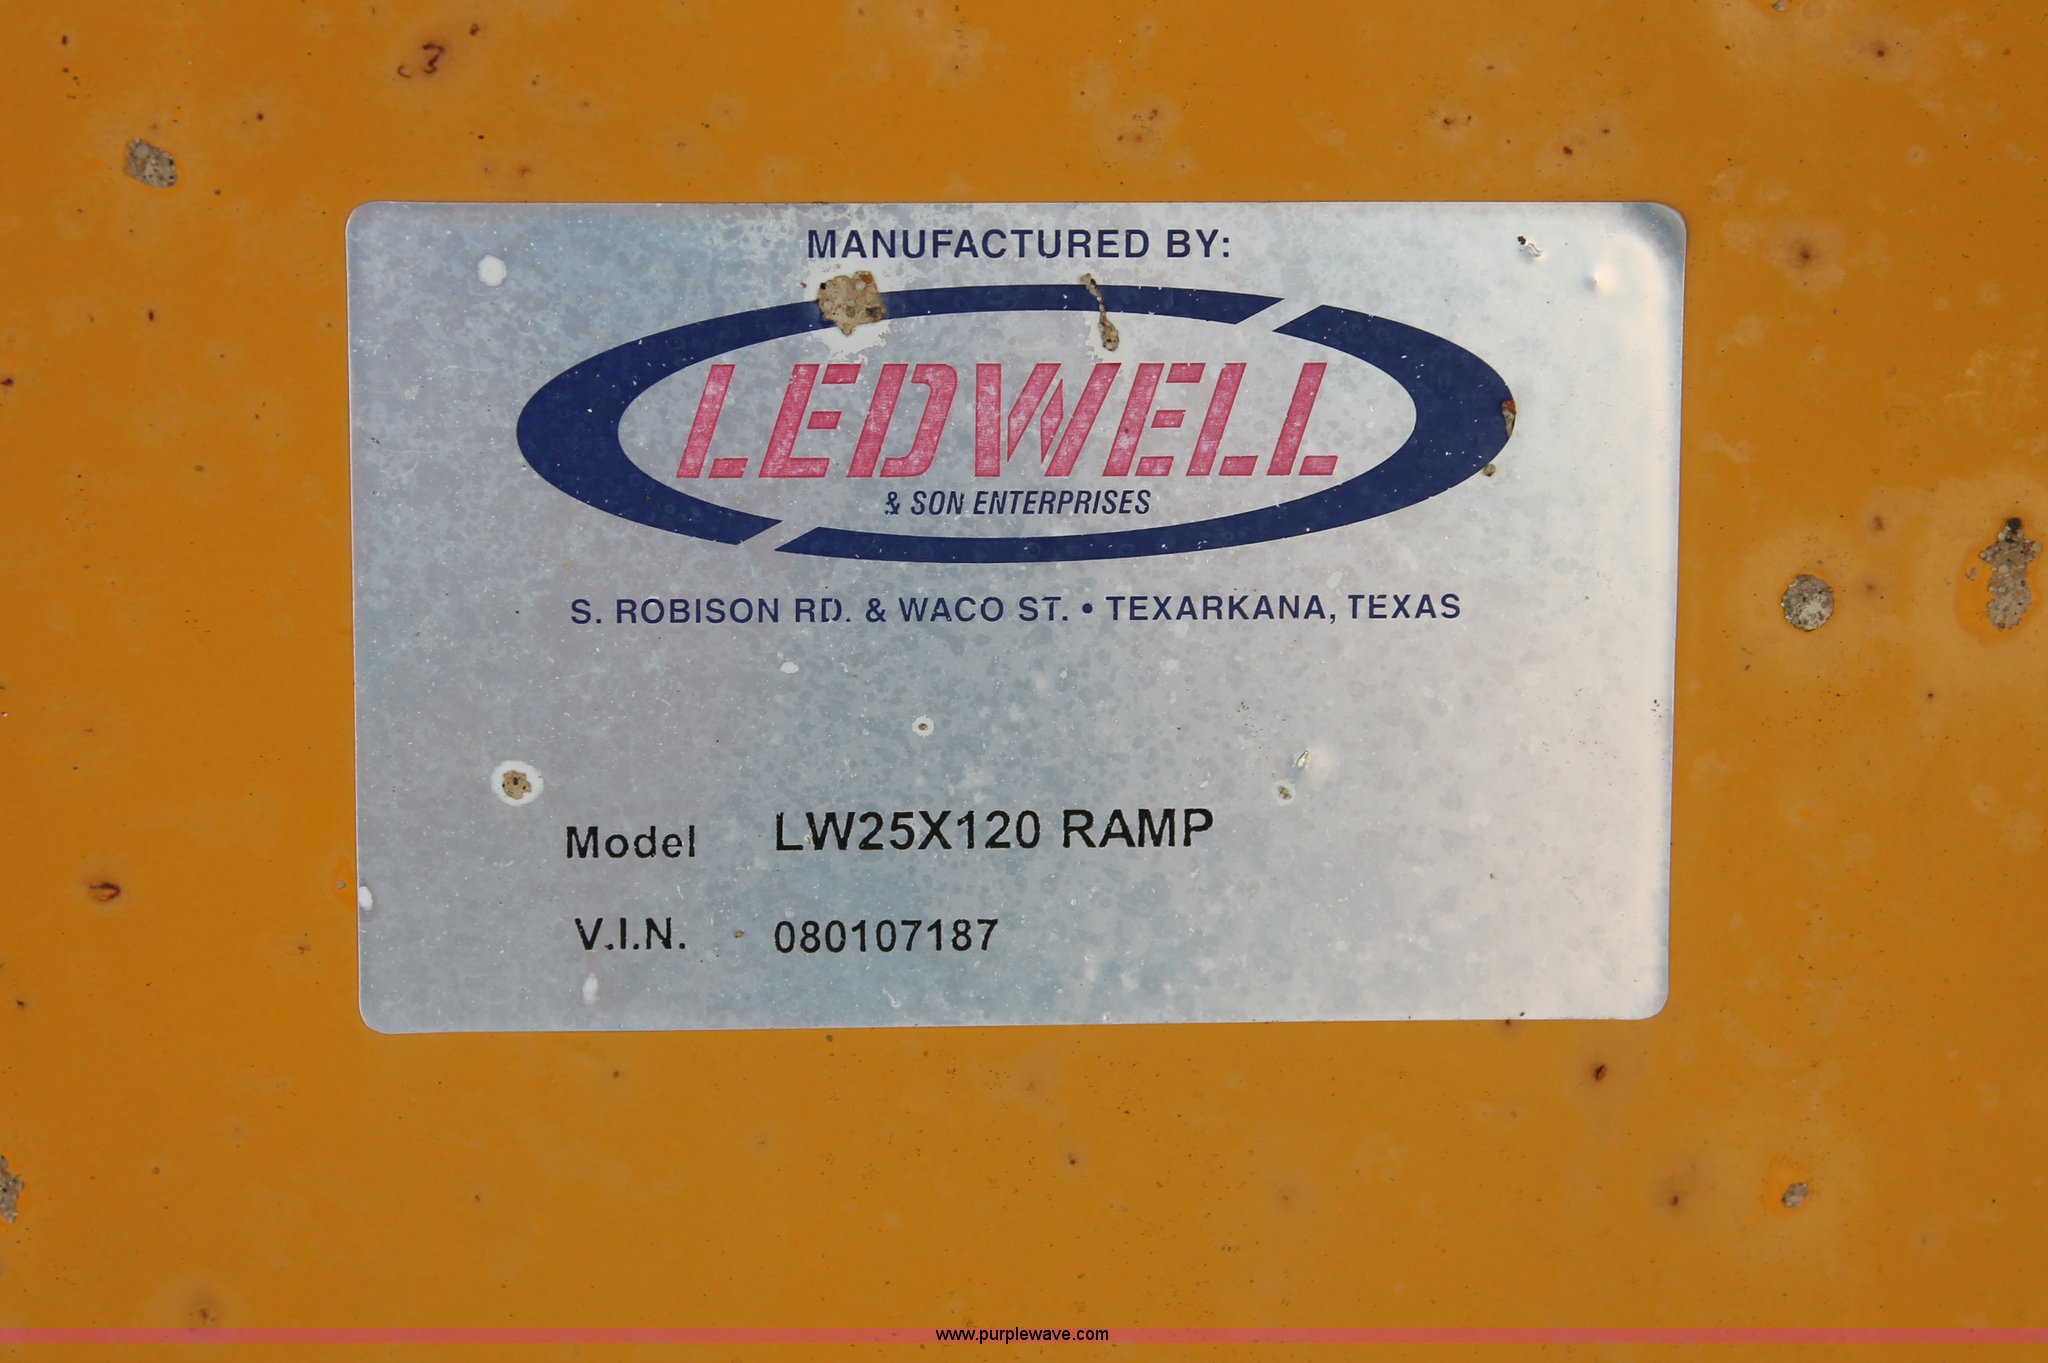 MANUFACTURED BY:
LEDWELL
& SON ENTERPRISES
S. ROBISON RD. & WACO ST. • TEXARKANA, TEXAS
Model LW25X120 RAMP
V.I.N. 080107187
www.purplewave.com